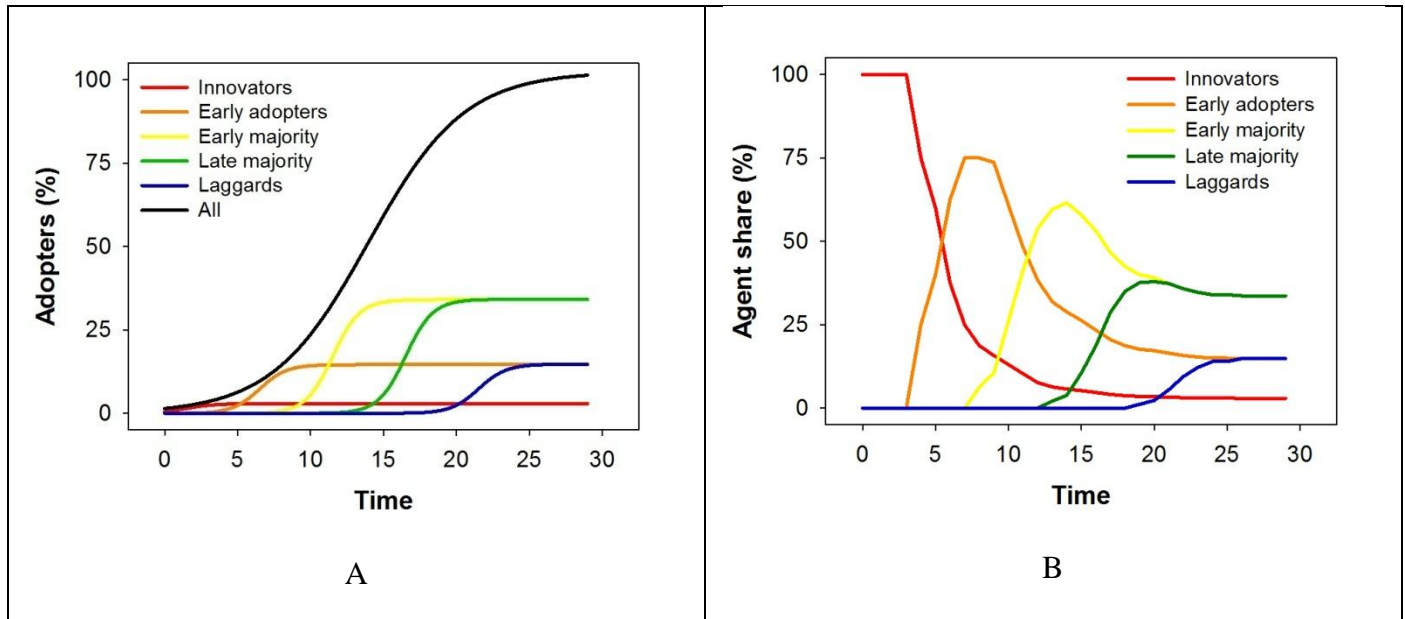 100
75
50
25
0
Adopters (%)
Innovators
Early adopters
Early majority
Late majority
Laggards
All
0 5 10 15 20 25 30
Time
A
100
75
50
25
0
Agent share (%)
Innovators
Early adopters
Early majority
Late majority
Laggards
0 5 10 15 20 25 30
Time
B